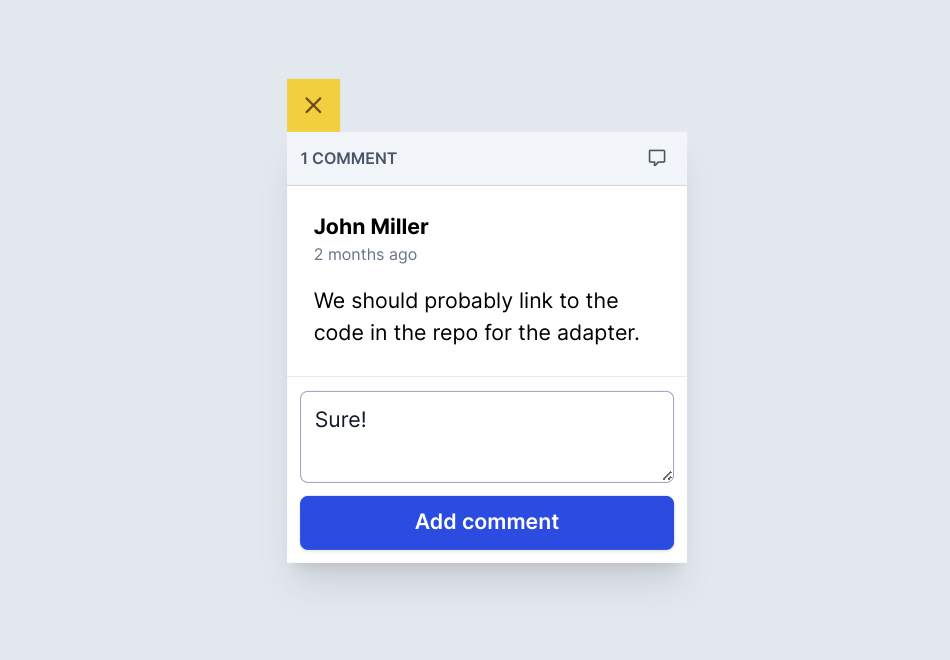 1 COMMENT
John Miller
2 months ago
We should probably link to the
code in the repo for the adapter.
Sure!
Add comment